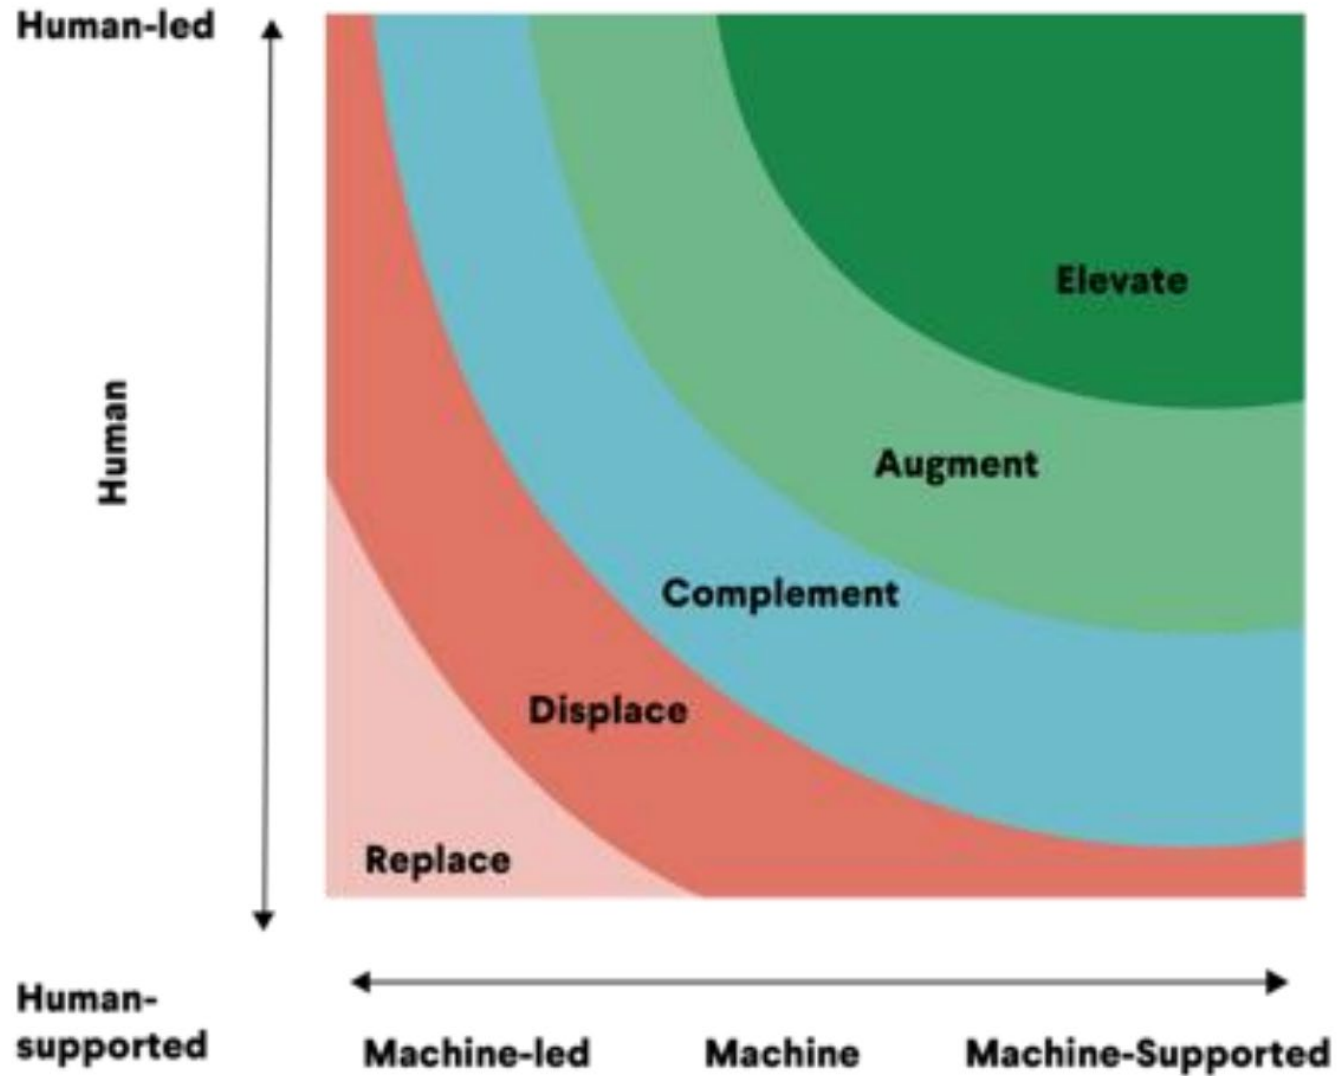 Human-led
Elevate
Human
Augment
Complement
Displace
Replace
Human-
supported
Machine-led
Machine
Machine-Supported